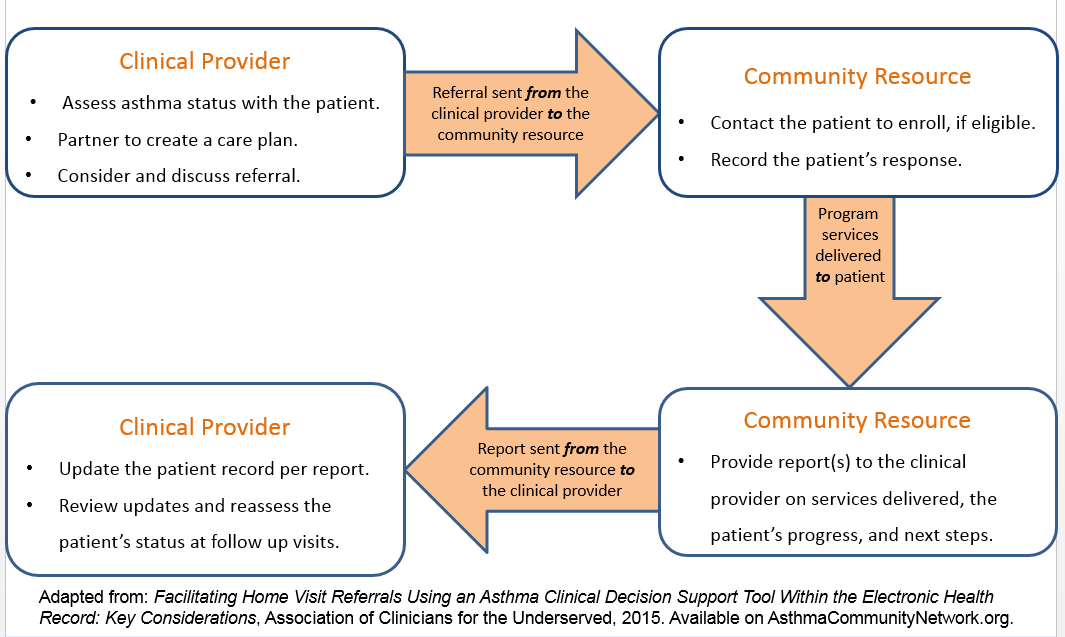 Clinical Provider
• Assess asthma status with the patient.
• Partner to create a care plan.
• Consider and discuss referral.
Referral sent from the
clinical provider to the
community resource
Community Resource
• Contact the patient to enroll, if eligible.
• Record the patient’s response.
Program
services
delivered
to patient
Community Resource
• Provide report(s) to the clinical
provider on services delivered, the
patient’s progress, and next steps.
Report sent from the
community resource to
the clinical provider
Clinical Provider
• Update the patient record per report.
• Review updates and reassess the
patient’s status at follow up visits.
Adapted from: Facilitating Home Visit Referrals Using an Asthma Clinical Decision Support Tool Within the Electronic Health
Record: Key Considerations, Association of Clinicians for the Underserved, 2015. Available on AsthmaCommunityNetwork.org.